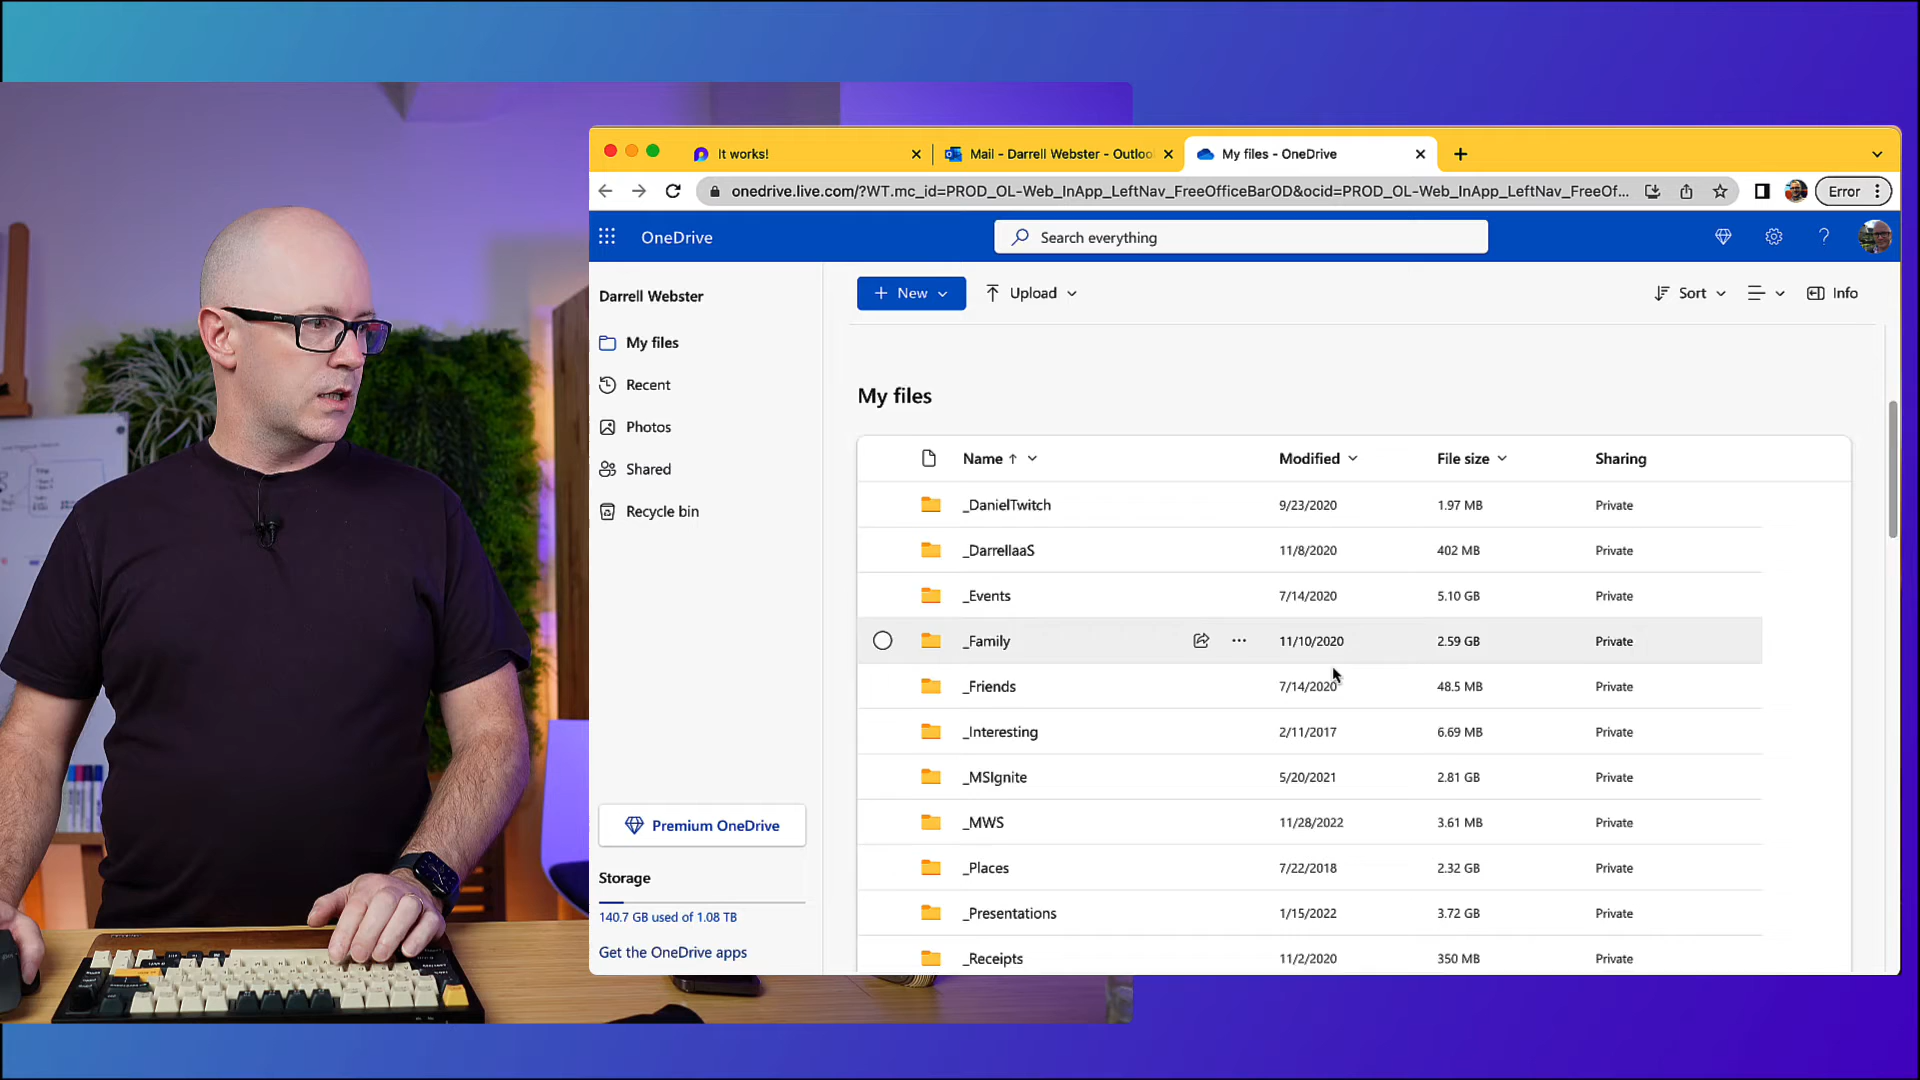 It works!
Mail - Darrell Webster - Outloo
My files - OneDrive
onedrive.live.com/?WT.mc_id=PROD_OL-Web_InApp_LeftNav_FreeOfficeBarOD&ocid=PROD_OL-Web_InApp_LeftNav_FreeOf...
Error
OneDrive
Search everything
Darrell Webster
My files
Recent
Photos
Shared
Recycle bin
Premium OneDrive
Storage
140.7 GB used of 1.08 TB
Get the OneDrive apps
New
Upload
Sort
Info
My files
Name Modified File size Sharing
_DanielTwitch 9/23/2020 1.97 MB Private
_DarrellaaS 11/8/2020 402 MB Private
_Events 7/14/2020 5.10 GB Private
_Family 11/10/2020 2.59 GB Private
_Friends 7/14/2020 48.5 MB Private
_Interesting 2/11/2017 6.69 MB Private
_MSIgnite 5/20/2021 2.81 GB Private
_MWS 11/28/2022 3.61 MB Private
_Places 7/22/2018 2.32 GB Private
_Presentations 1/15/2022 3.72 GB Private
_Receipts 11/2/2020 350 MB Private